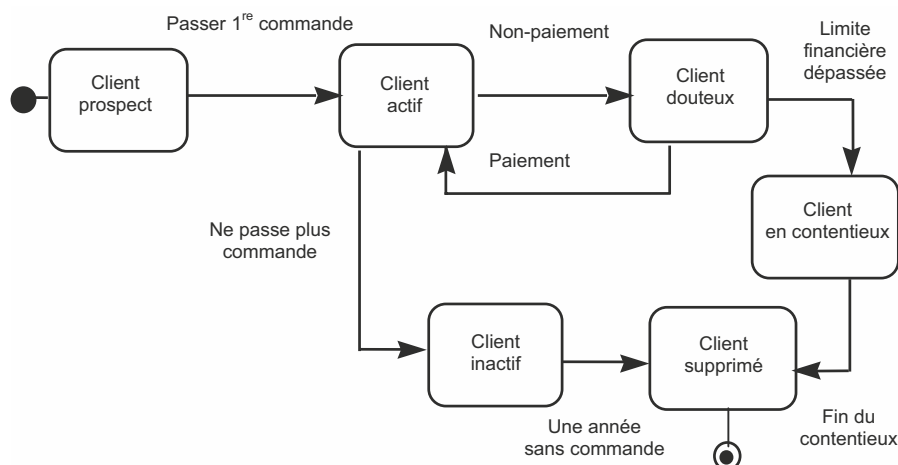 Passer 1re commande
Client
prospect
Client
actif
Non-paiement
Client
douteux
Limite
financière
dépassée
Paiement
Client
en contentieux
Ne passe plus
commande
Client
inactif
Client
supprimé
Une année
sans commande
Fin du
contentieux